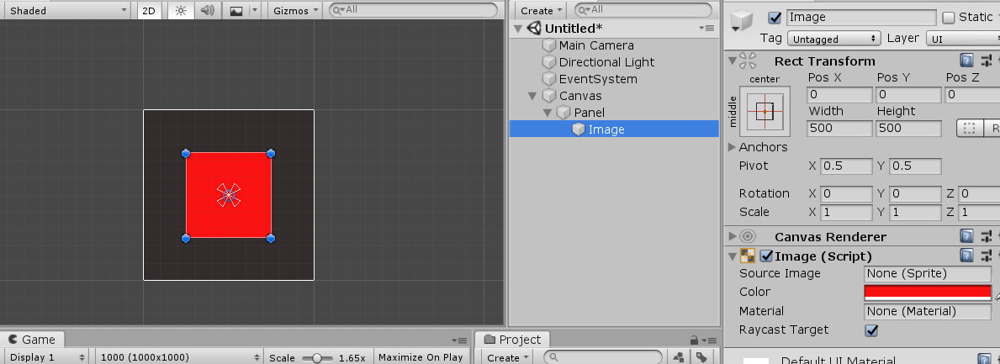 Shaded 2D Gizmos All
Create All
Untitled*
Main Camera
Directional Light
EventSystem
Canvas
Panel
Image
Image Static
Tag Untagged Layer UI
Rect Transform
center
middle
Pos X Pos Y Pos Z
0 0 0
Width Height
500 500 R
Anchors
Pivot X 0.5 Y 0.5
Rotation X 0 Y 0 Z 0
Scale X 1 Y 1 Z 1
Canvas Renderer
Image (Script)
Source Image None (Sprite)
Color
Material None (Material)
Raycast Target
Default UI Material
Game
Display 1 1000 (1000x1000) Scale 1.65x Maximize On Play
Project
Create